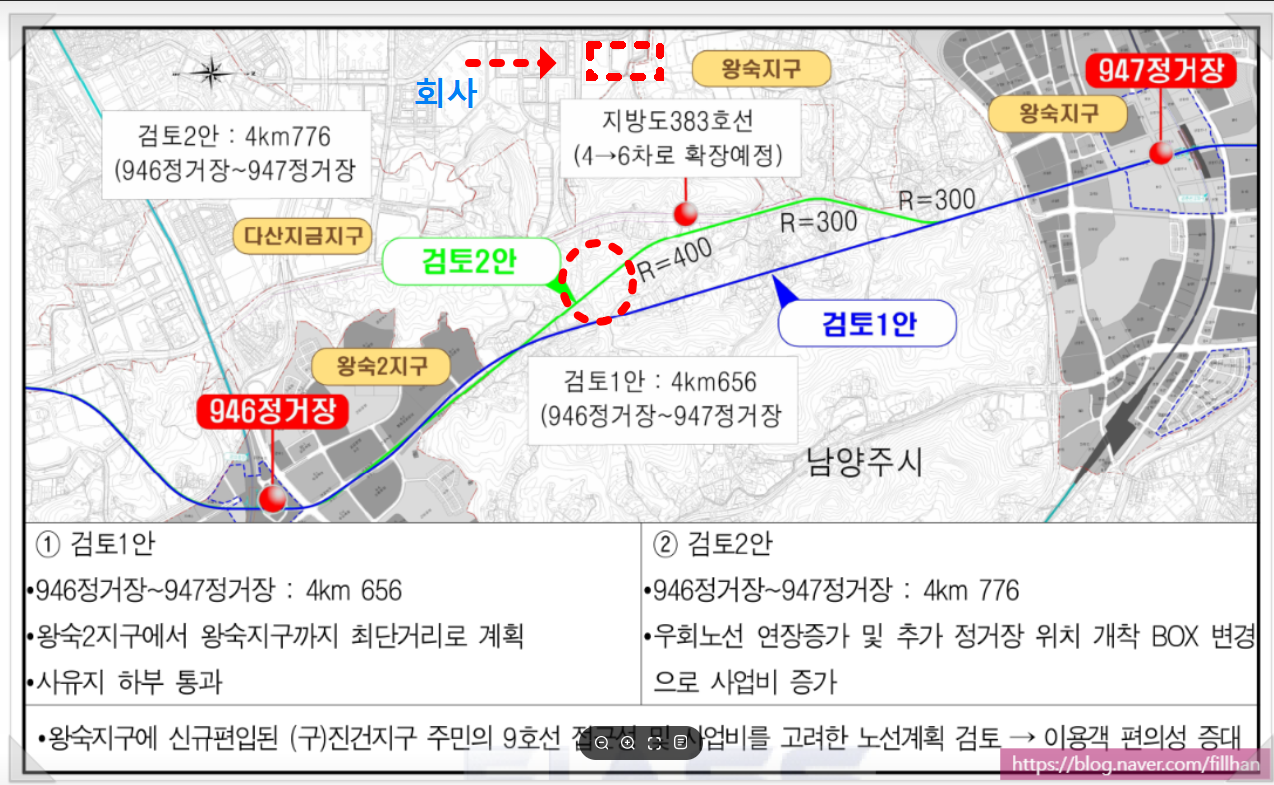 회사
왕숙지구
947정거장
왕숙지구
검토2안 : 4km776
(946정거장~947정거장
지방도383호선
(4→6차로 확장예정)
다산지금지구
검토2안
R=400
R=300
R=300
검토1안
왕숙2지구
946정거장
검토1안 : 4km656
(946정거장~947정거장
남양주시
① 검토1안
•946정거장~947정거장 : 4km 656
•왕숙2지구에서 왕숙지구까지 최단거리로 계획
•사유지 하부 통과
② 검토2안
•946정거장~947정거장 : 4km 776
•우회노선 연장증가 및 추가 정거장 위치 개착 BOX 변경
으로 사업비 증가
•왕숙지구에 신규편입된 (구)진건지구 주민의 9호선 접근성 및 사업비를 고려한 노선계획 검토 → 이용객 편의성 증대
https://blog.naver.com/fillhan